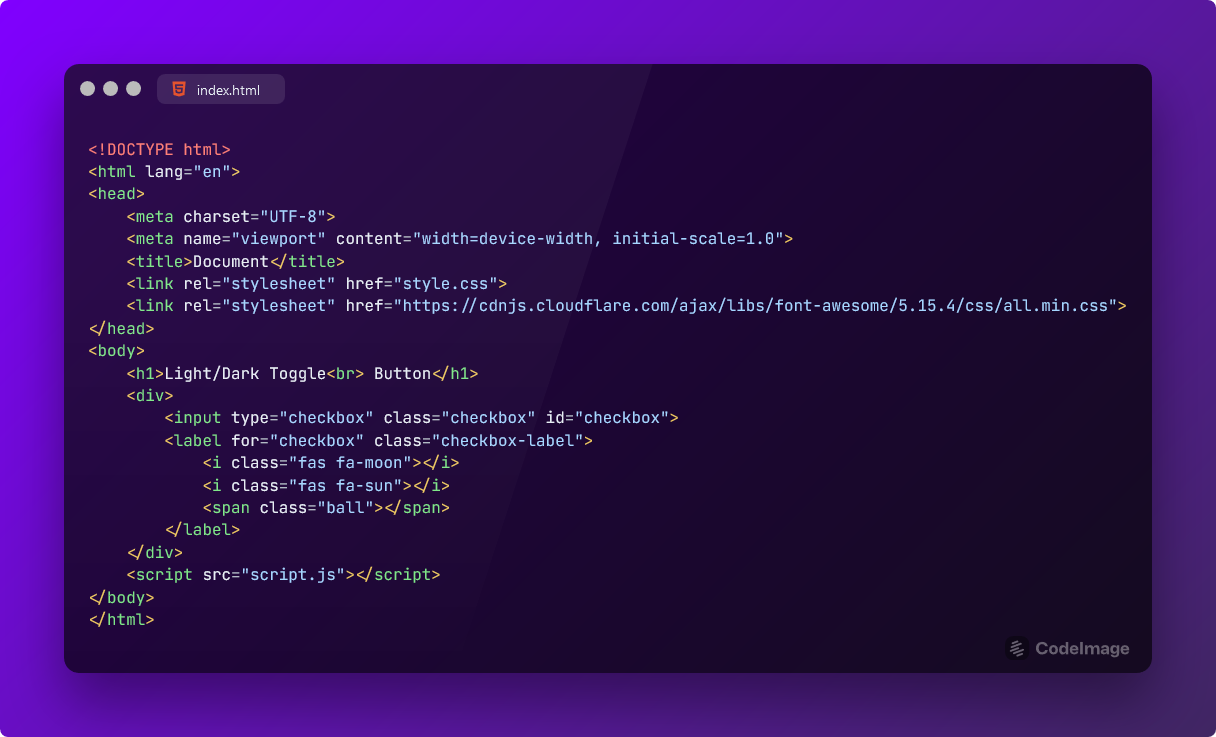 index.html
<!DOCTYPE html>
<html lang="en">
<head>
    <meta charset="UTF-8">
    <meta name="viewport" content="width=device-width, initial-scale=1.0">
    <title>Document</title>
    <link rel="stylesheet" href="style.css">
    <link rel="stylesheet" href="https://cdnjs.cloudflare.com/ajax/libs/font-awesome/5.15.4/css/all.min.css">
</head>
<body>
    <h1>Light/Dark Toggle<br> Button</h1>
    <div>
        <input type="checkbox" class="checkbox" id="checkbox">
        <label for="checkbox" class="checkbox-label">
            <i class="fas fa-moon"></i>
            <i class="fas fa-sun"></i>
            <span class="ball"></span>
        </label>
    </div>
    <script src="script.js"></script>
</body>
</html>
CodeImage